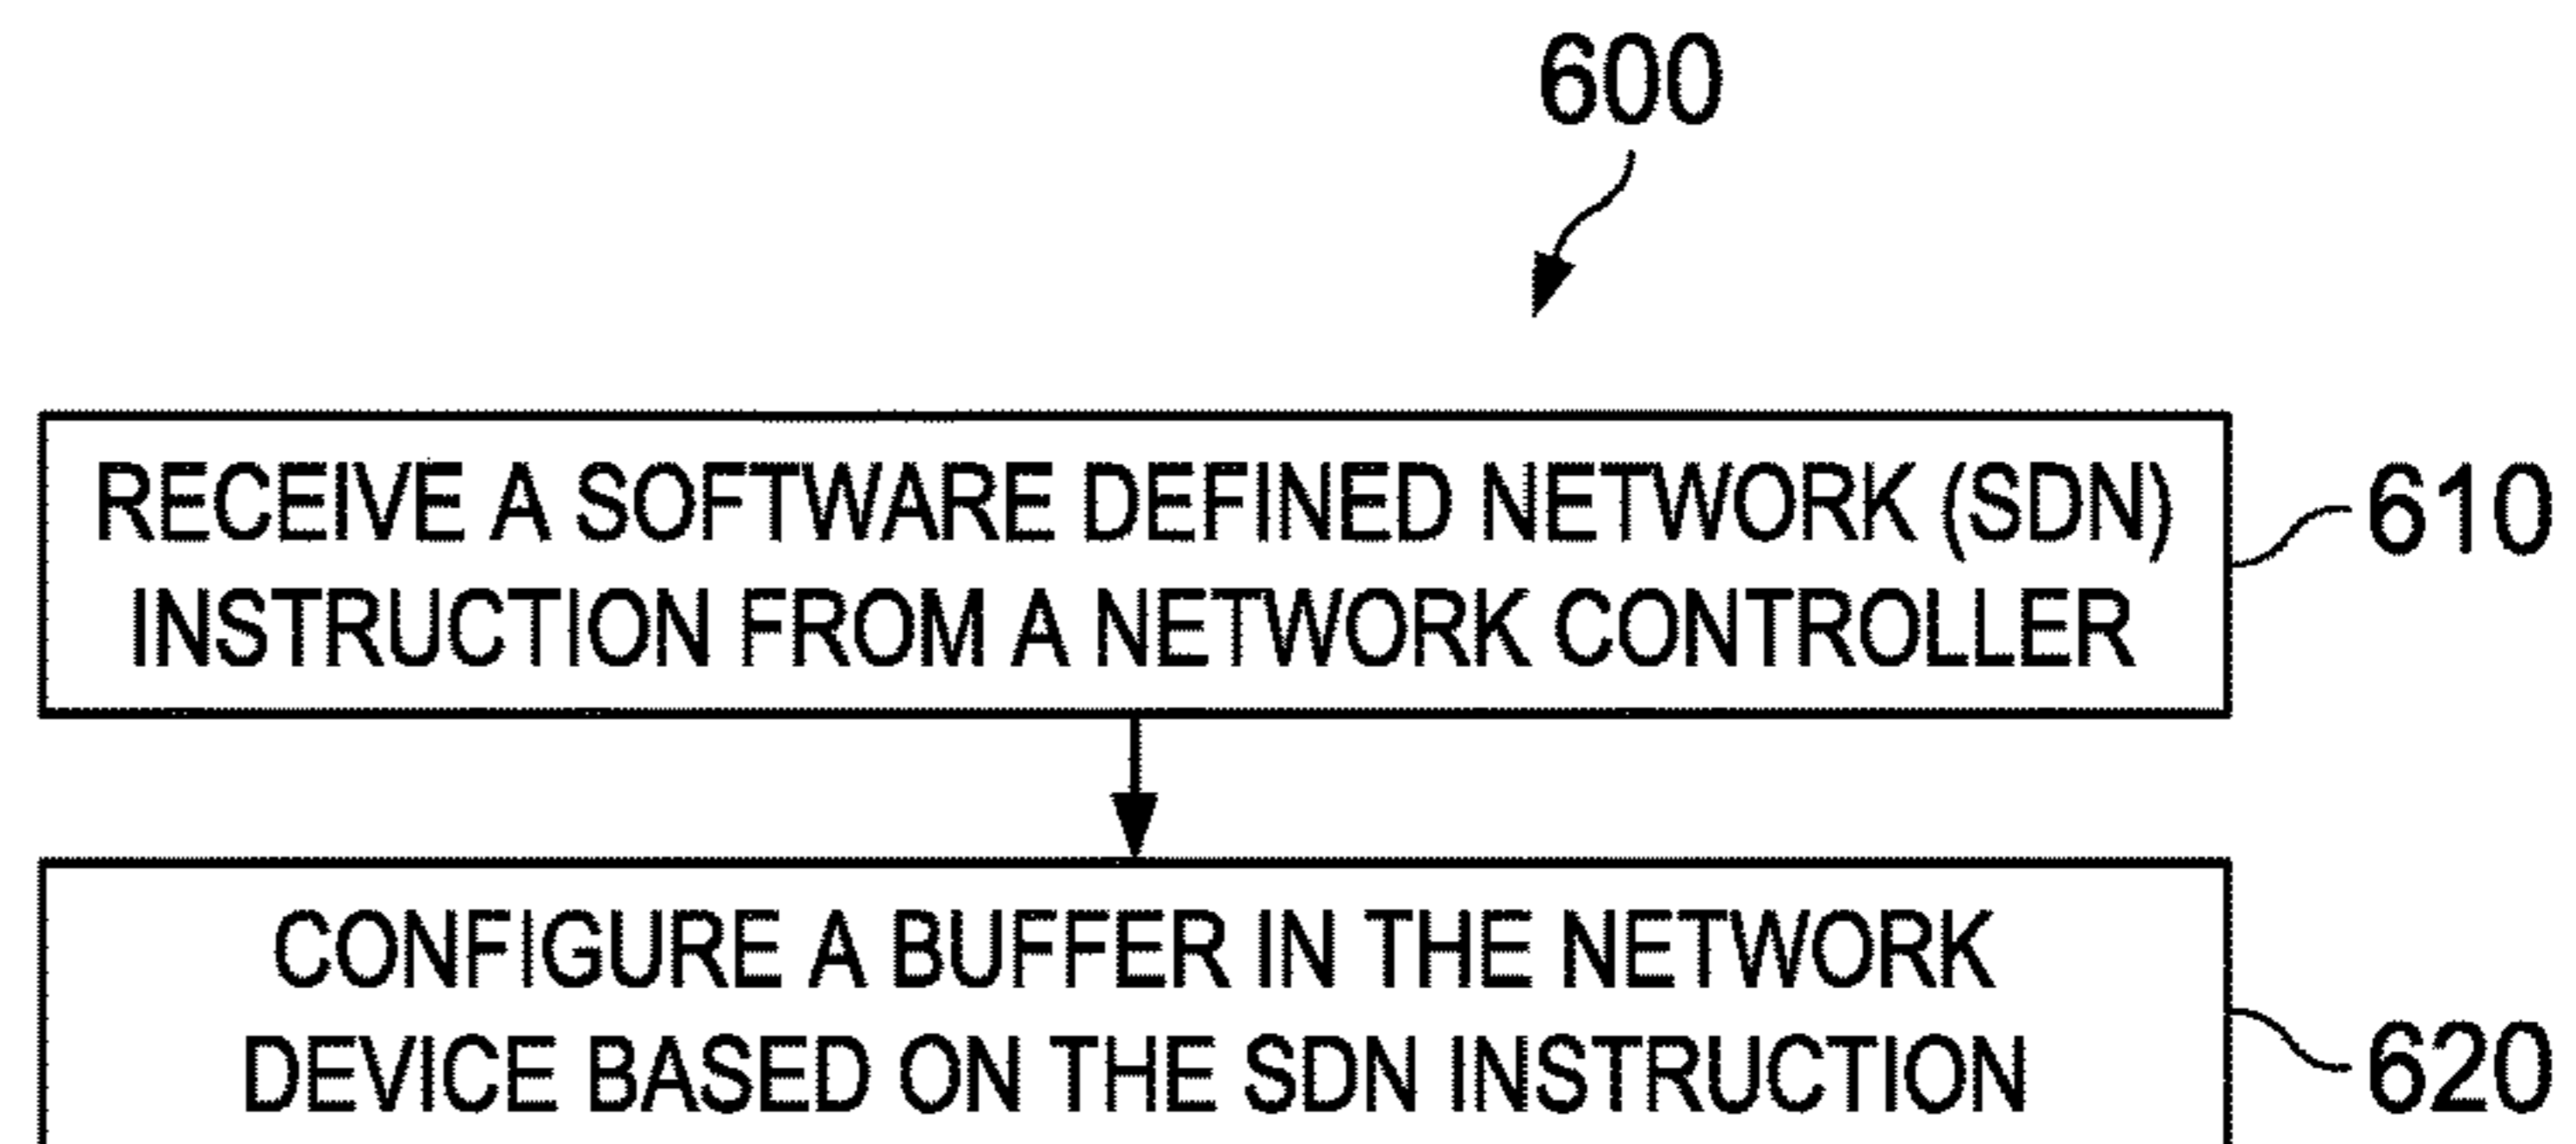 600
RECEIVE A SOFTWARE DEFINED NETWORK (SDN)
INSTRUCTION FROM A NETWORK CONTROLLER
610
CONFIGURE A BUFFER IN THE NETWORK
DEVICE BASED ON THE SDN INSTRUCTION
620